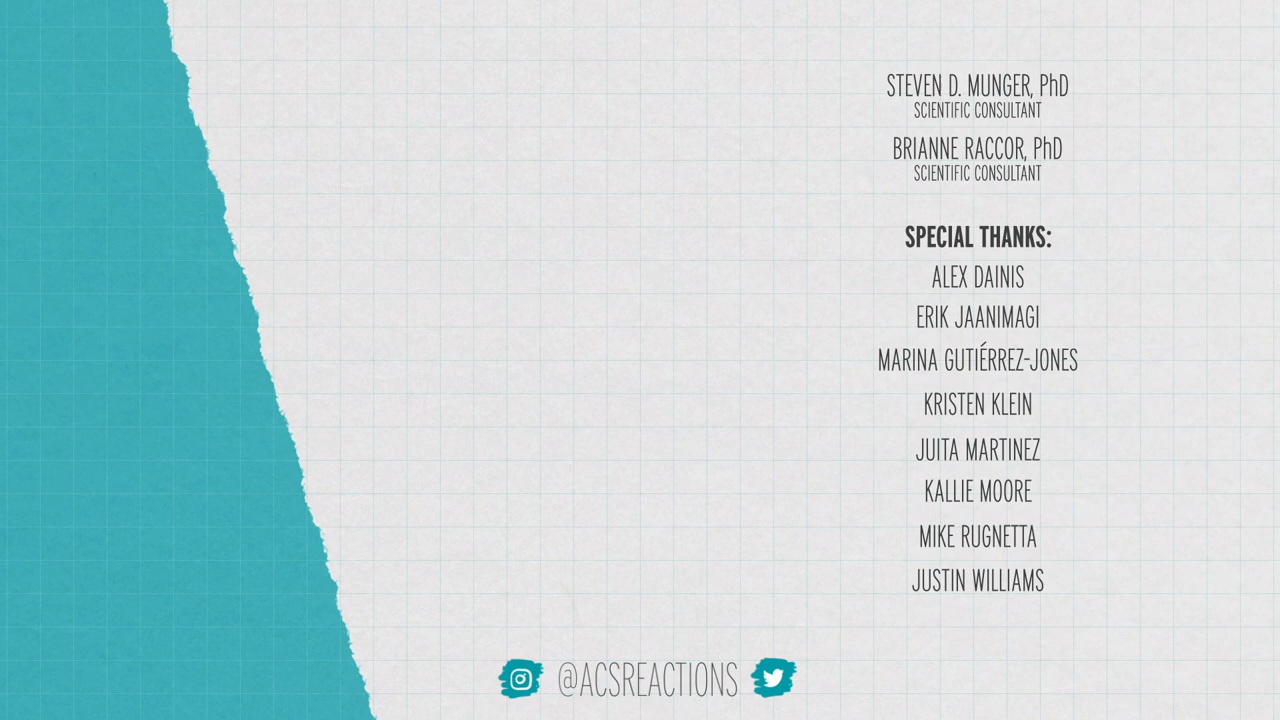 STEVEN D. MUNGER, PhD
SCIENTIFIC CONSULTANT
BRIANNE RACCOR, PhD
SCIENTIFIC CONSULTANT
SPECIAL THANKS:
ALEX DAINIS
ERIK JAANIMAGI
MARINA GUTIÉRREZ-JONES
KRISTEN KLEIN
JUITA MARTINEZ
KALLIE MOORE
MIKE RUGNETTA
JUSTIN WILLIAMS
@ACSREACTIONS